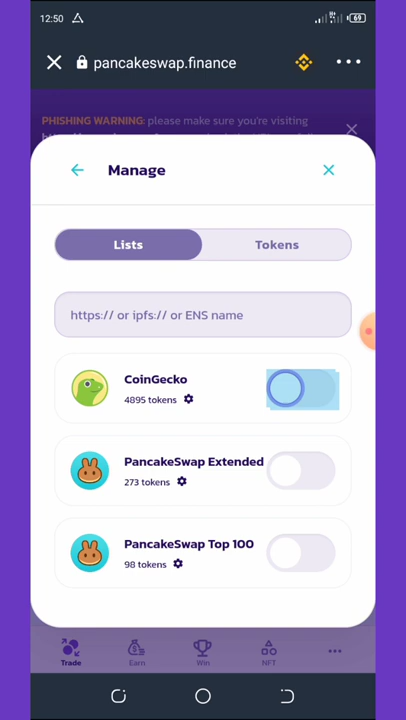 12:50
69
pancakeswap.finance
PHISHING WARNING: please make sure you're visiting
Manage
Lists
Tokens
https:// or ipfs:// or ENS name
CoinGecko
4895 tokens
PancakeSwap Extended
273 tokens
PancakeSwap Top 100
98 tokens
Trade
Earn
Win
NFT